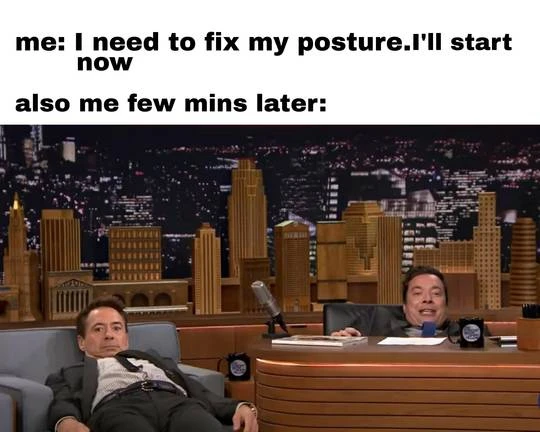 me: I need to fix my posture.I'll start
now
also me few mins later: